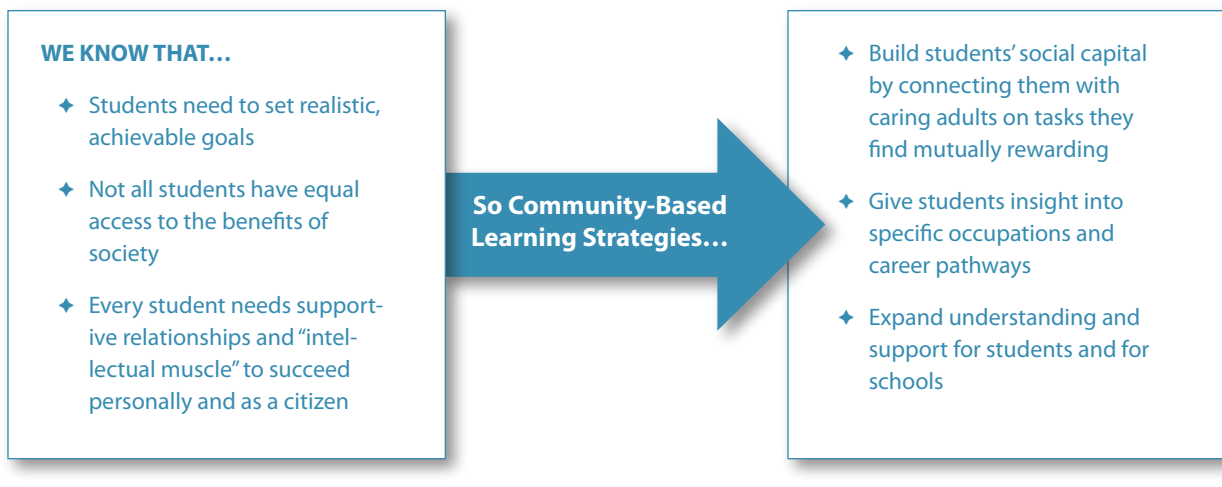 WE KNOW THAT…
✦ Students need to set realistic,
achievable goals
✦ Not all students have equal
access to the benefits of
society
✦ Every student needs support-
ive relationships and “intel-
lectual muscle” to succeed
personally and as a citizen
So Community-Based
Learning Strategies…
✦ Build students’ social capital
by connecting them with
caring adults on tasks they
find mutually rewarding
✦ Give students insight into
specific occupations and
career pathways
✦ Expand understanding and
support for students and for
schools